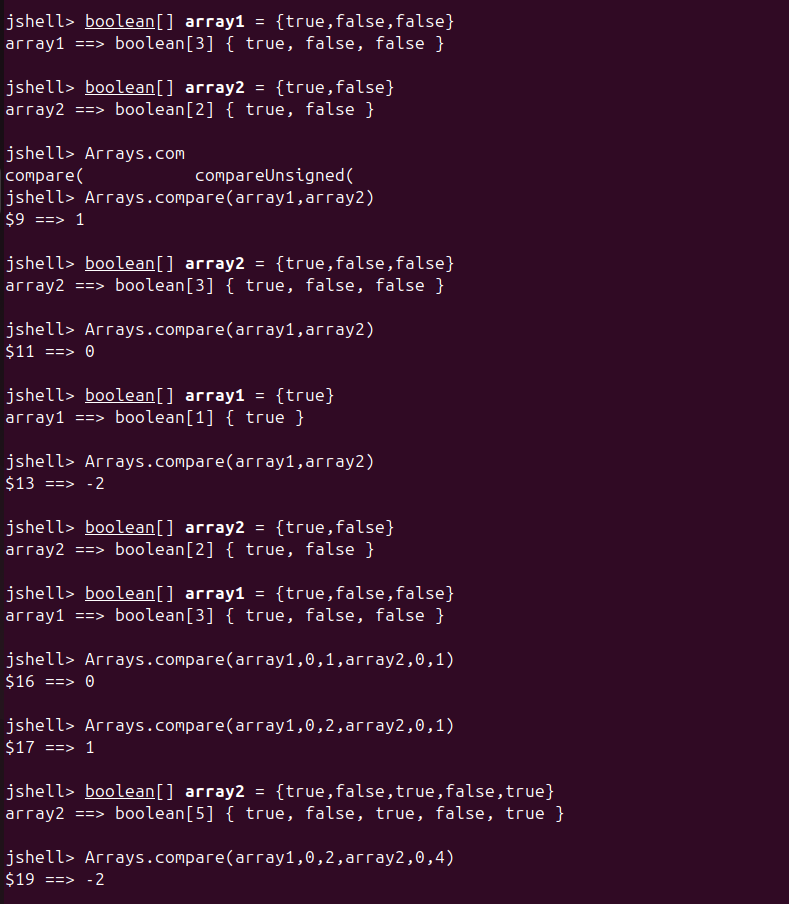 jshell> boolean[] array1 = {true,false,false}
array1 ==> boolean[3] { true, false, false }
jshell> boolean[] array2 = {true,false}
array2 ==> boolean[2] { true, false }
jshell> Arrays.com
compare(           compareUnsigned(
jshell> Arrays.compare(array1,array2)
$9 ==> 1
jshell> boolean[] array2 = {true,false,false}
array2 ==> boolean[3] { true, false, false }
jshell> Arrays.compare(array1,array2)
$11 ==> 0
jshell> boolean[] array1 = {true}
array1 ==> boolean[1] { true }
jshell> Arrays.compare(array1,array2)
$13 ==> -2
jshell> boolean[] array2 = {true,false}
array2 ==> boolean[2] { true, false }
jshell> boolean[] array1 = {true,false,false}
array1 ==> boolean[3] { true, false, false }
jshell> Arrays.compare(array1,0,1,array2,0,1)
$16 ==> 0
jshell> Arrays.compare(array1,0,2,array2,0,1)
$17 ==> 1
jshell> boolean[] array2 = {true,false,true,false,true}
array2 ==> boolean[5] { true, false, true, false, true }
jshell> Arrays.compare(array1,0,2,array2,0,4)
$19 ==> -2